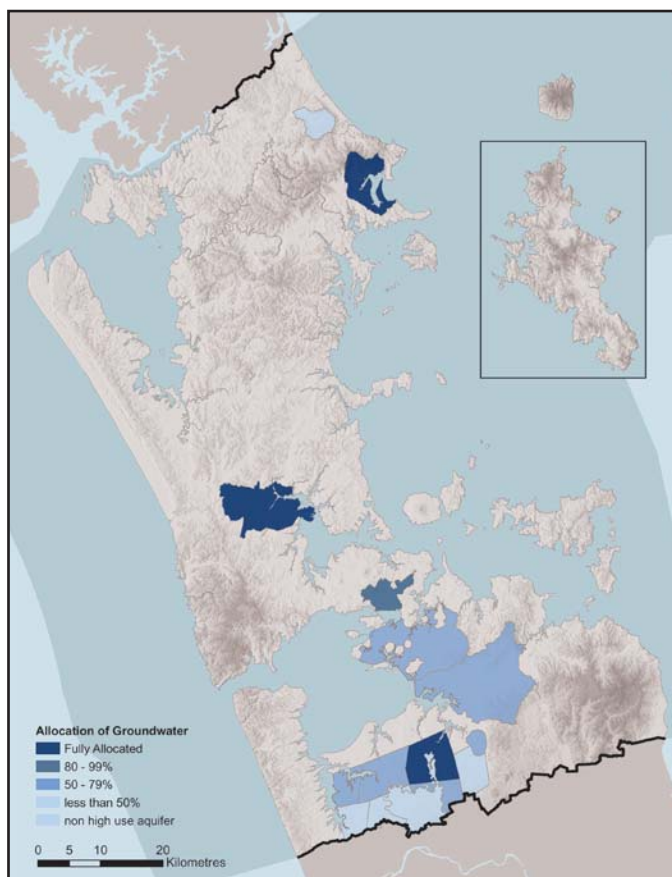 Allocation of Groundwater
Fully Allocated
80 - 99%
50 - 79%
less than 50%
non high use aquifer
0 5 10 20
Kilometres